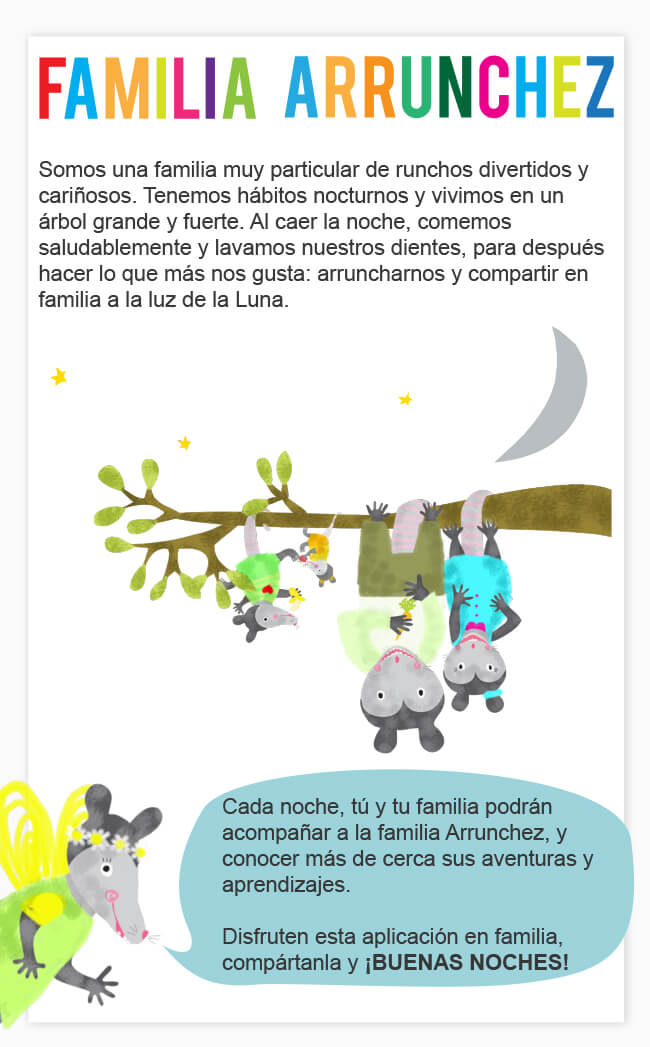 FAMILIA ARRUNCHEZ
Somos una familia muy particular de runchos divertidos y
cariñosos. Tenemos hábitos nocturnos y vivimos en un
árbol grande y fuerte. Al caer la noche, comemos
saludablemente y lavamos nuestros dientes, para después
hacer lo que más nos gusta: arruncharnos y compartir en
familia a la luz de la Luna.
Cada noche, tú y tu familia podrán
acompañar a la familia Arrunchez, y
conocer más de cerca sus aventuras y
aprendizajes.
Disfruten esta aplicación en familia,
compártanla y ¡BUENAS NOCHES!